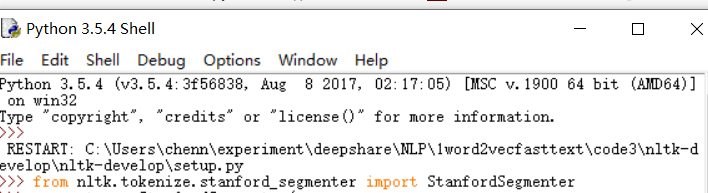 Python 3.5.4 Shell
File Edit Shell Debug Options Window Help
Python 3.5.4 (v3.5.4:3f56838, Aug  8 2017, 02:17:05) [MSC v.1900 64 bit (AMD64)]
 on win32
Type "copyright", "credits" or "license()" for more information.
>>>
 RESTART: C:\Users\chenn\experiment\deepshare\NLP\1word2vecfasttext\code3\nltk-d
evelop\nltk-develop\setup.py
>>> from nltk.tokenize.stanford_segmenter import StanfordSegmenter